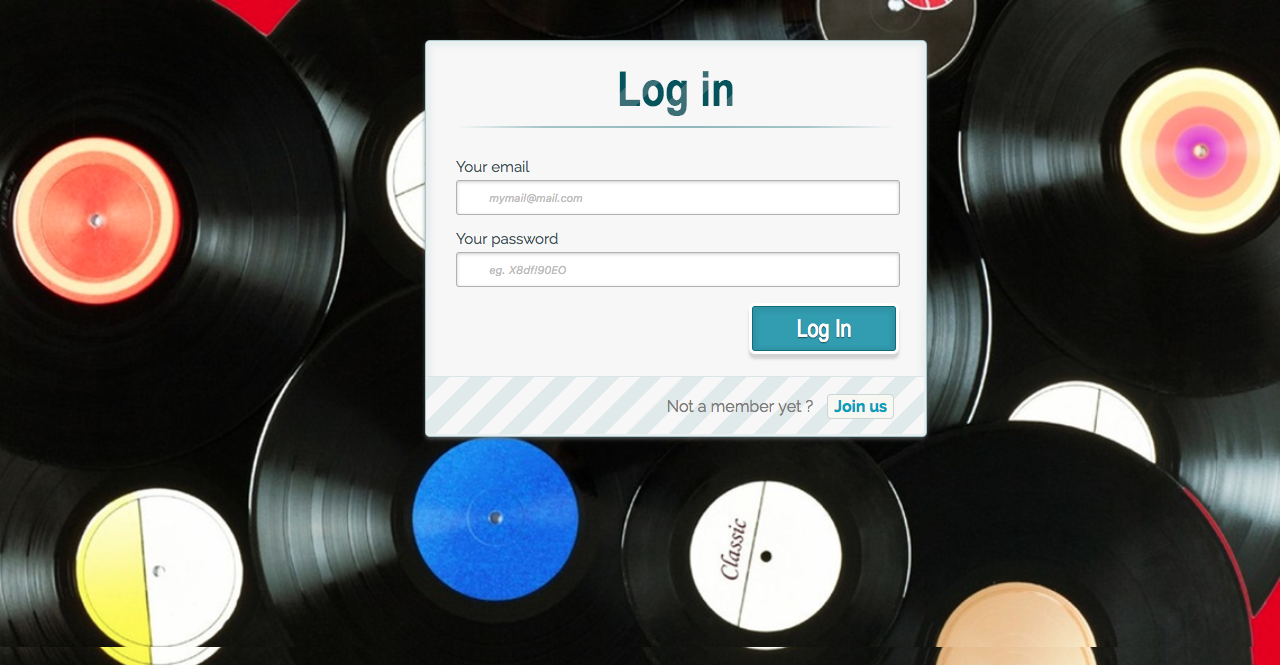 Log in
Your email
mymail@mail.com
Your password
eg. X8df!90EO
Log In
Not a member yet ? Join us
Classic